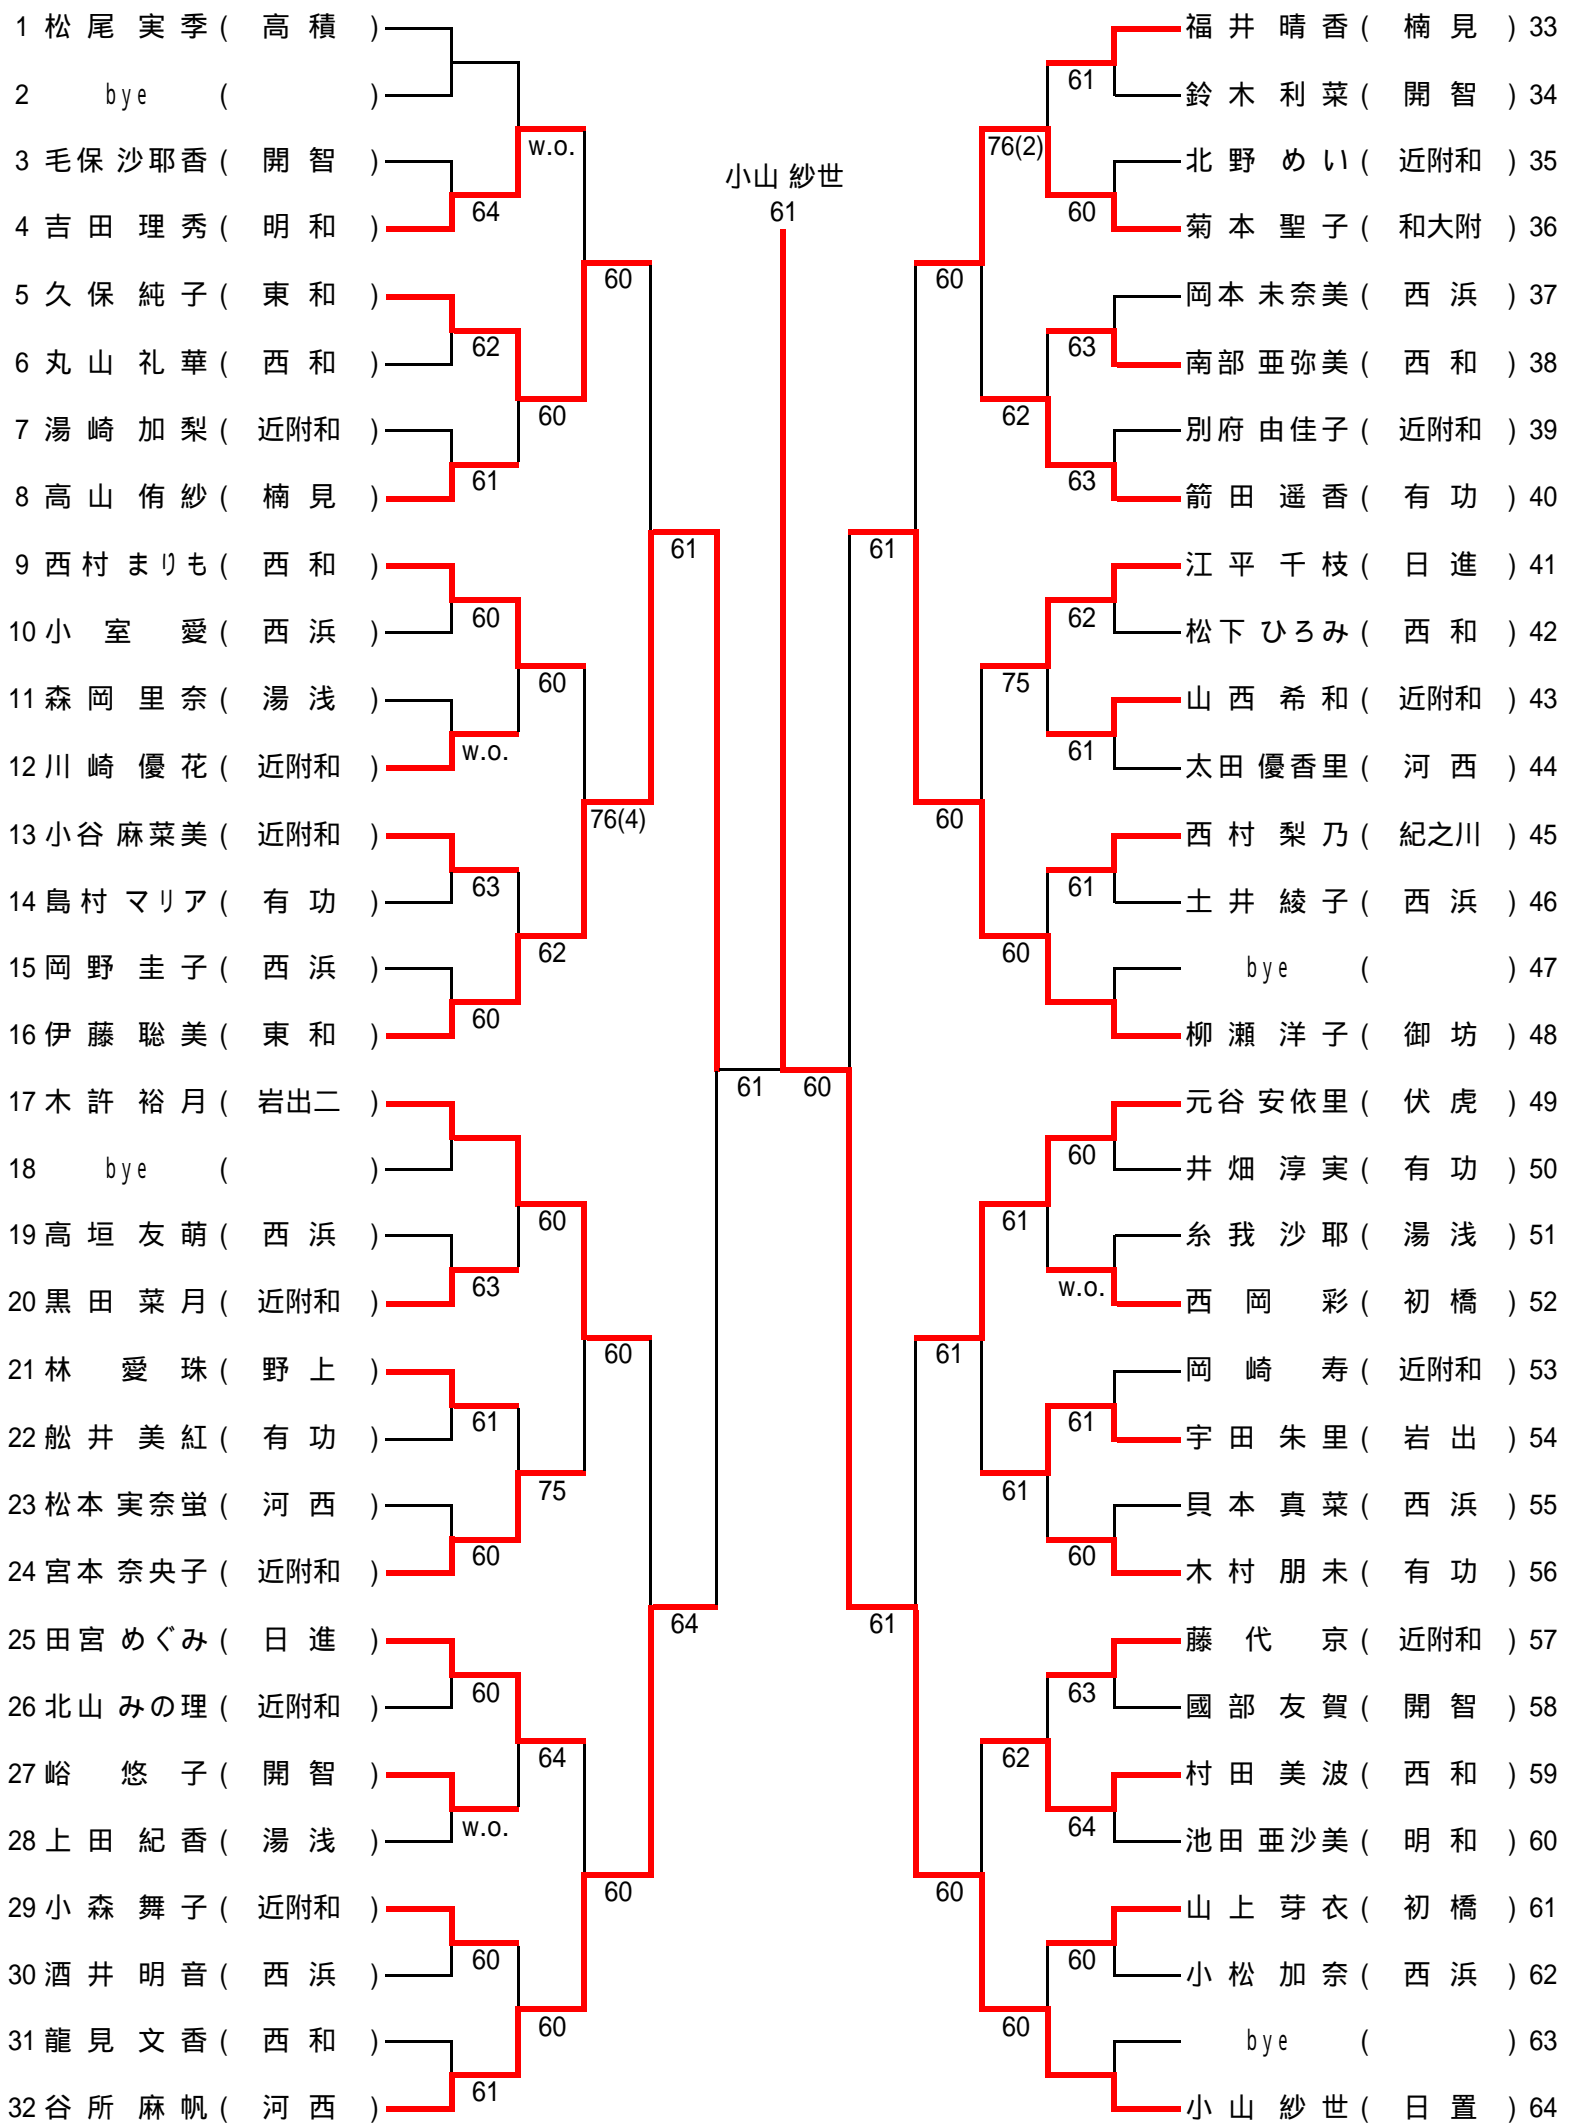 1 松尾 実季 ( 高積 )
2 bye ( )
3 毛保 沙耶香 ( 開智 )
4 吉田 理秀 ( 明和 )
5 久保 純子 ( 東和 )
6 丸山 礼華 ( 西和 )
7 湯崎 加梨 ( 近附和 )
8 高山 侑紗 ( 楠見 )
9 西村 まりも ( 西和 )
10 小室 愛 ( 西浜 )
11 森岡 里奈 ( 湯浅 )
12 川崎 優花 ( 近附和 )
13 小谷 麻菜美 ( 近附和 )
14 島村 マリア ( 有功 )
15 岡野 圭子 ( 西浜 )
16 伊藤 聡美 ( 東和 )
17 木許 裕月 ( 岩出二 )
18 bye ( )
19 高垣 友萌 ( 西浜 )
20 黒田 菜月 ( 近附和 )
21 林 愛珠 ( 野上 )
22 舩井 美紅 ( 有功 )
23 松本 実奈蛍 ( 河西 )
24 宮本 奈央子 ( 近附和 )
25 田宮 めぐみ ( 日進 )
26 北山 みの理 ( 近附和 )
27 峪 悠子 ( 開智 )
28 上田 紀香 ( 湯浅 )
29 小森 舞子 ( 近附和 )
30 酒井 明音 ( 西浜 )
31 龍見 文香 ( 西和 )
32 谷所 麻帆 ( 河西 )
64
62
61
60
w.o.
63
60
63
61
60
60
w.o.
60
61
w.o.
60
60
62
60
75
64
60
60
76(4)
60
60
61
64
61
小山 紗世
61
60
61
61
60
60
61
60
76(2)
62
75
60
61
61
62
60
61
60
63
63
62
61
61
60
w.o.
61
60
63
64
60
福井 晴香 ( 楠見 ) 33
鈴木 利菜 ( 開智 ) 34
北野 めい ( 近附和 ) 35
菊本 聖子 ( 和大附 ) 36
岡本 未奈美 ( 西浜 ) 37
南部 亜弥美 ( 西和 ) 38
別府 由佳子 ( 近附和 ) 39
箭田 遥香 ( 有功 ) 40
江平 千枝 ( 日進 ) 41
松下 ひろみ ( 西和 ) 42
山西 希和 ( 近附和 ) 43
太田 優香里 ( 河西 ) 44
西村 梨乃 ( 紀之川 ) 45
土井 綾子 ( 西浜 ) 46
bye ( ) 47
柳瀬 洋子 ( 御坊 ) 48
元谷 安依里 ( 伏虎 ) 49
井畑 淳実 ( 有功 ) 50
糸我 沙耶 ( 湯浅 ) 51
西岡 彩 ( 初橋 ) 52
岡崎 寿 ( 近附和 ) 53
宇田 朱里 ( 岩出 ) 54
貝本 真菜 ( 西浜 ) 55
木村 朋未 ( 有功 ) 56
藤代 京 ( 近附和 ) 57
國部 友賀 ( 開智 ) 58
村田 美波 ( 西和 ) 59
池田 亜沙美 ( 明和 ) 60
山上 芽衣 ( 初橋 ) 61
小松 加奈 ( 西浜 ) 62
bye ( ) 63
小山 紗世 ( 日置 ) 64